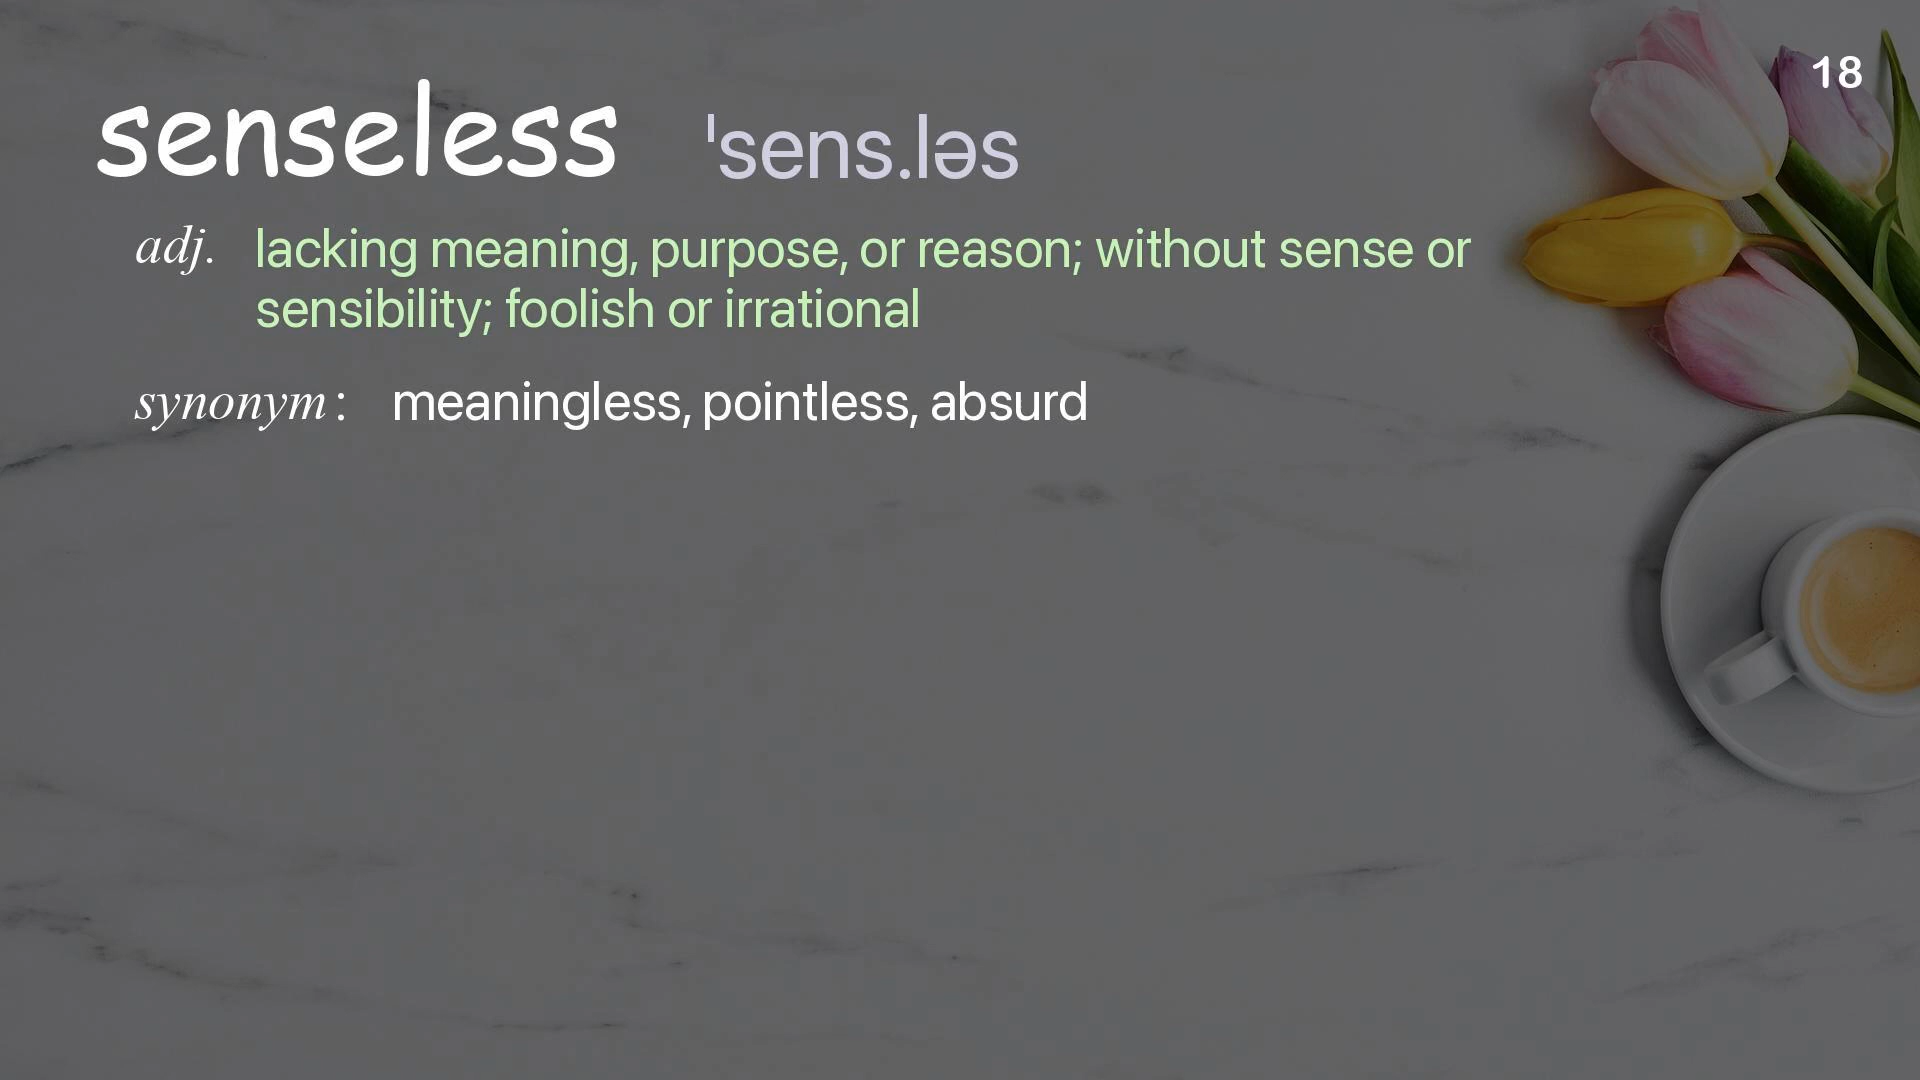 18
senseless ˈsens.ləs
adj. lacking meaning, purpose, or reason; without sense or
sensibility; foolish or irrational
synonym: meaningless, pointless, absurd